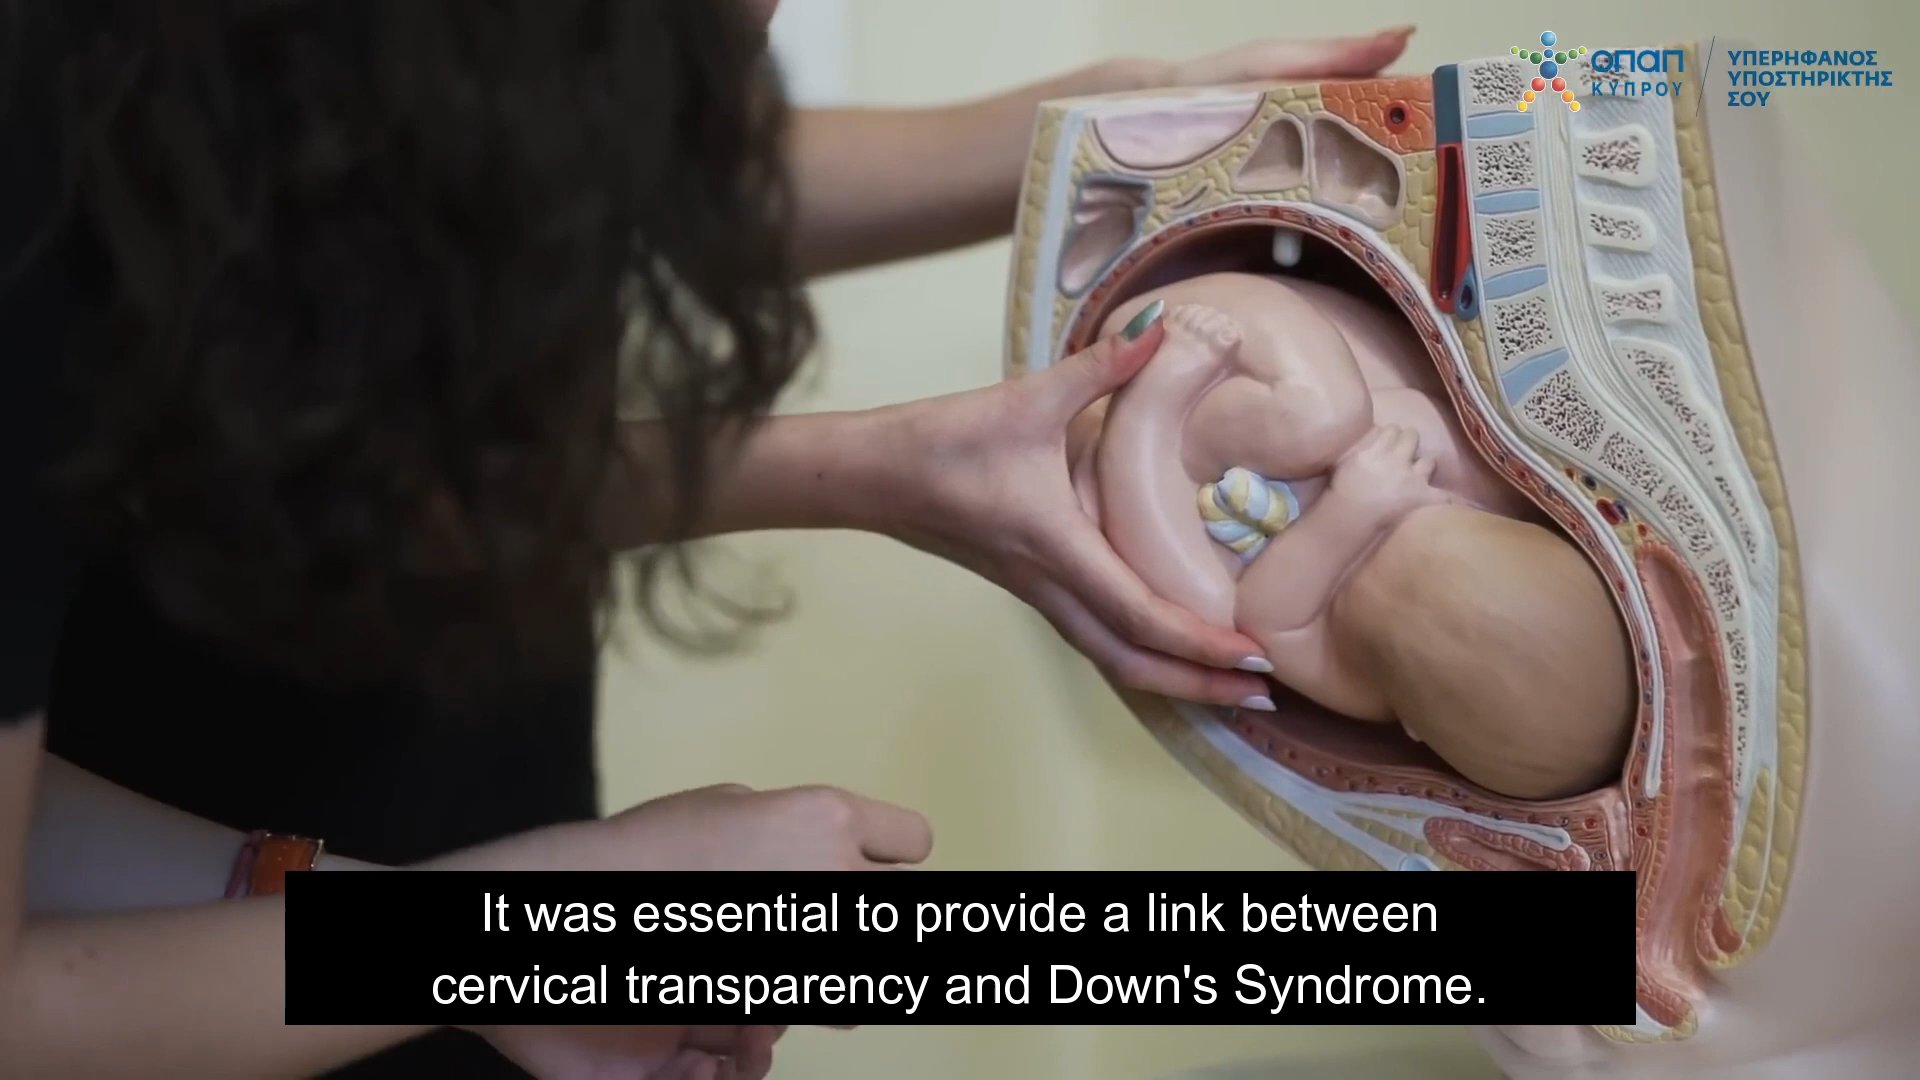 οπαπ
ΚΥΠΡΟΥ
ΥΠΕΡΗΦΑΝΟΣ
ΥΠΟΣΤΗΡΙΚΤΗΣ
ΣΟΥ
It was essential to provide a link between
cervical transparency and Down's Syndrome.